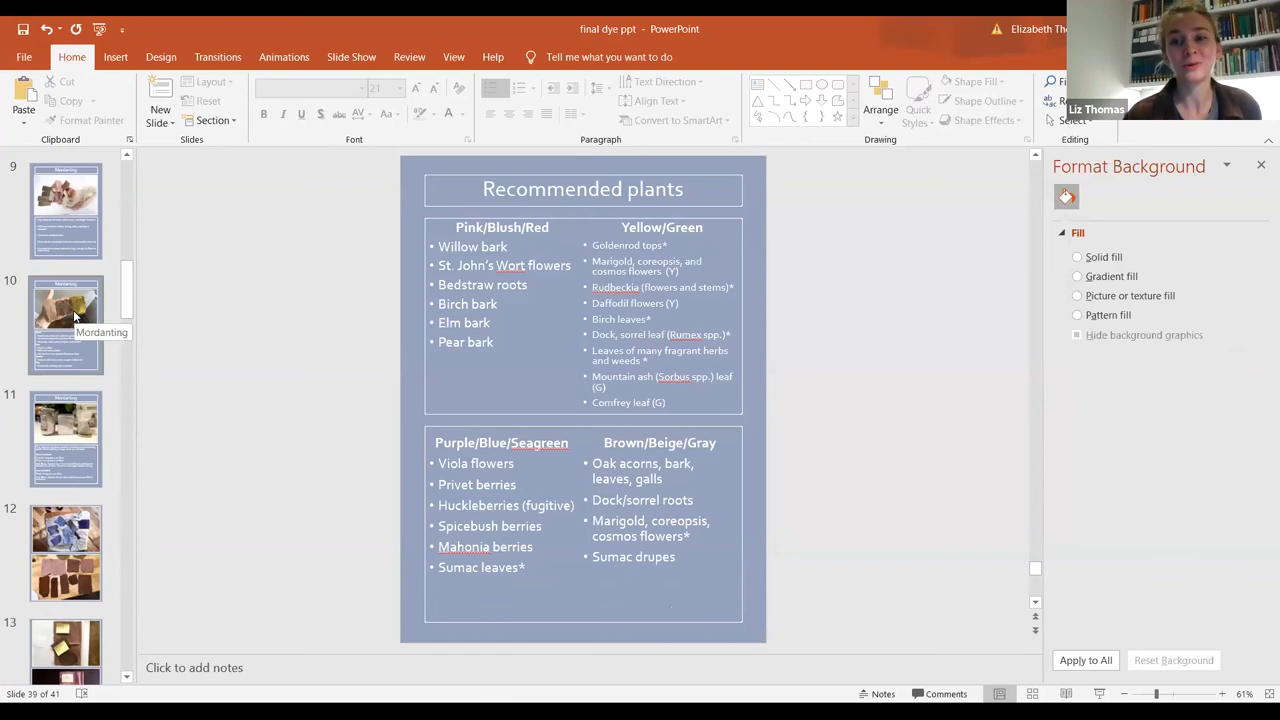 final dye ppt - PowerPoint
Elizabeth Th
File Home Insert Design Transitions Animations Slide Show Review View Help Tell me what you want to do
Paste
Cut
Copy
Format Painter
Clipboard
New Slide
Layout
Reset
Section
Slides
21
Font
Text Direction
Align Text
Convert to SmartArt
Paragraph
Arrange
Quick Styles
Shape Fill
Shape Outline
Shape Effects
Drawing
Select
Editing
Liz Thomas
9
Mordanting
10
Mordanting
Mordanting
11
Mordanting
12
13
Recommended plants
Pink/Blush/Red
• Willow bark
• St. John's Wort flowers
• Bedstraw roots
• Birch bark
• Elm bark
• Pear bark
Yellow/Green
• Goldenrod tops*
• Marigold, coreopsis, and
cosmos flowers (Y)
• Rudbeckia (flowers and stems)*
• Daffodil flowers (Y)
• Birch leaves*
• Dock, sorrel leaf (Rumex spp.)*
• Leaves of many fragrant herbs
and weeds *
• Mountain ash (Sorbus spp.) leaf
(G)
• Comfrey leaf (G)
Purple/Blue/Seagreen
• Viola flowers
• Privet berries
• Huckleberries (fugitive)
• Spicebush berries
• Mahonia berries
• Sumac leaves*
Brown/Beige/Gray
• Oak acorns, bark,
leaves, galls
• Dock/sorrel roots
• Marigold, coreopsis,
cosmos flowers*
• Sumac drupes
Click to add notes
Format Background
Fill
Solid fill
Gradient fill
Picture or texture fill
Pattern fill
Hide background graphics
Apply to All
Reset Background
Slide 39 of 41
Notes
Comments
61%